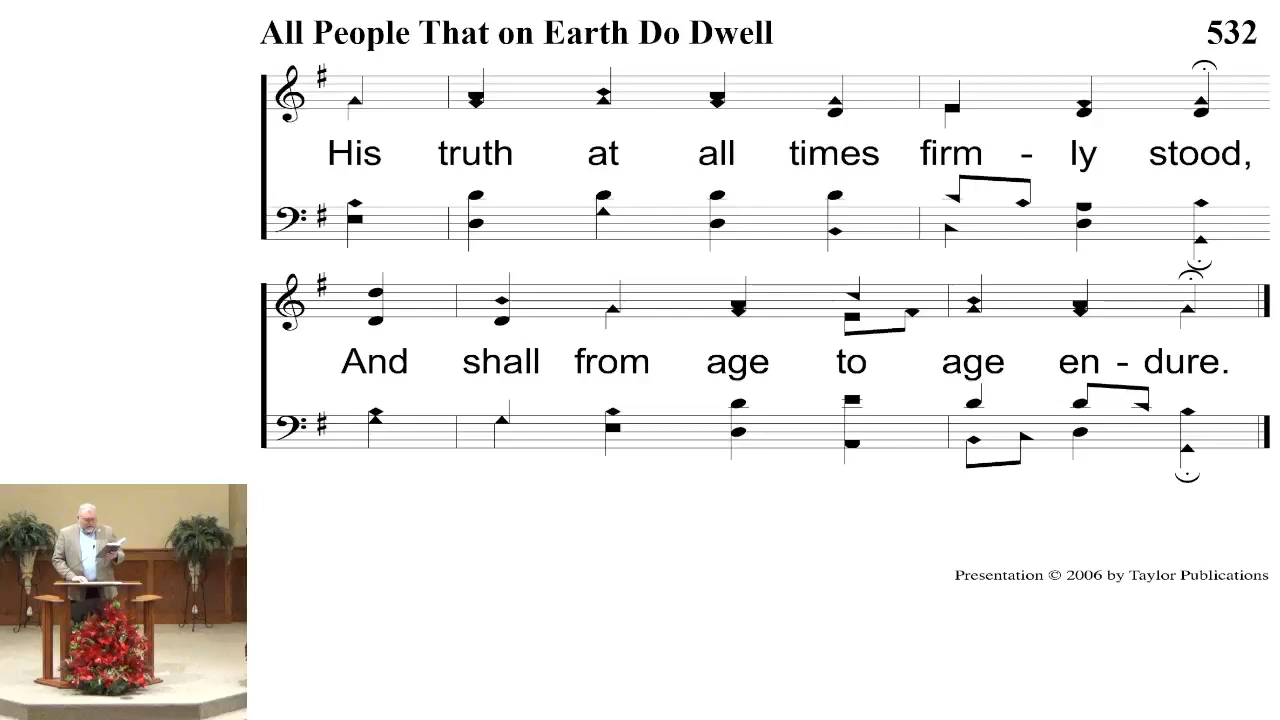 All People That on Earth Do Dwell 532
His truth at all times firm - ly stood,
And shall from age to age en - dure.
Presentation © 2006 by Taylor Publications